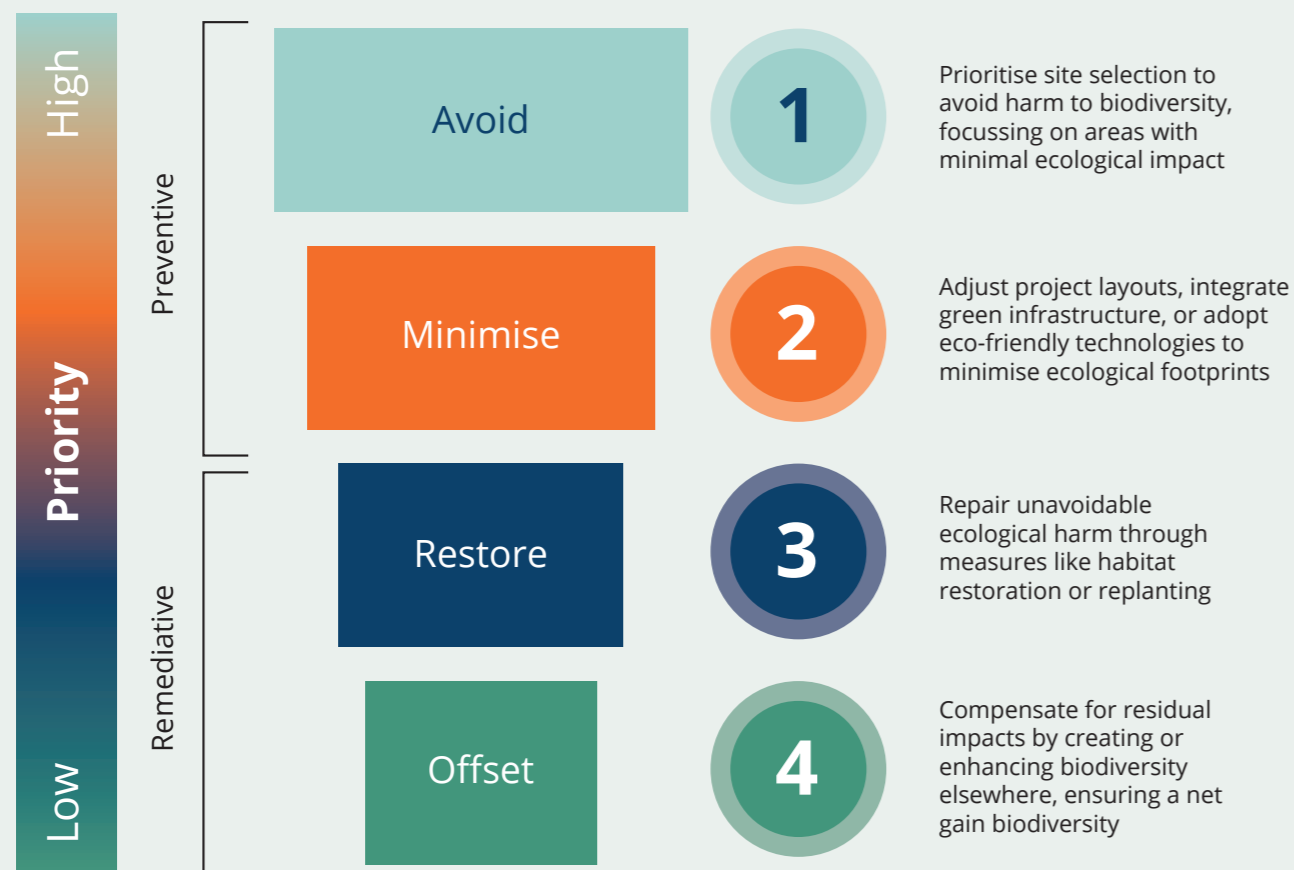 High
Priority
Low
Preventive
Remediative
Avoid
1
Prioritise site selection to
avoid harm to biodiversity,
focussing on areas with
minimal ecological impact
Minimise
2
Adjust project layouts, integrate
green infrastructure, or adopt
eco-friendly technologies to
minimise ecological footprints
Restore
3
Repair unavoidable
ecological harm through
measures like habitat
restoration or replanting
Offset
4
Compensate for residual
impacts by creating or
enhancing biodiversity
elsewhere, ensuring a net
gain biodiversity